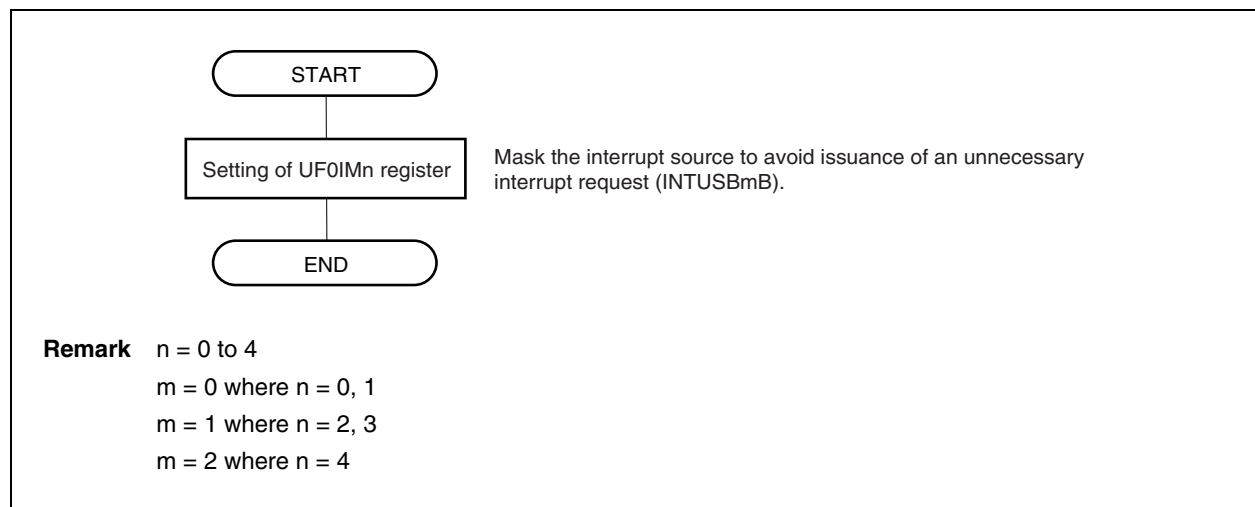 START
Setting of UF0IMn register
Mask the interrupt source to avoid issuance of an unnecessary
interrupt request (INTUSBmB).
END
Remark n = 0 to 4
m = 0 where n = 0, 1
m = 1 where n = 2, 3
m = 2 where n = 4